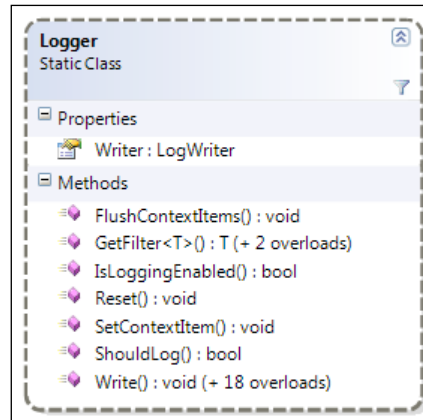 Logger
Static Class
Properties
Writer : LogWriter
Methods
FlushContextItems() : void
GetFilter<T>() : T (+ 2 overloads)
IsLoggingEnabled() : bool
Reset() : void
SetContextItem() : void
ShouldLog() : bool
Write() : void (+ 18 overloads)